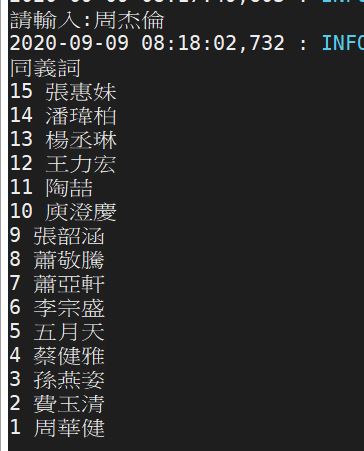 請輸入:周杰倫
2020-09-09 08:18:02,732 : INFO
同義詞
15 張惠妹
14 潘瑋柏
13 楊丞琳
12 王力宏
11 陶喆
10 庾澄慶
9 張韶涵
8 蕭敬騰
7 蕭亞軒
6 李宗盛
5 五月天
4 蔡健雅
3 孫燕姿
2 費玉清
1 周華健